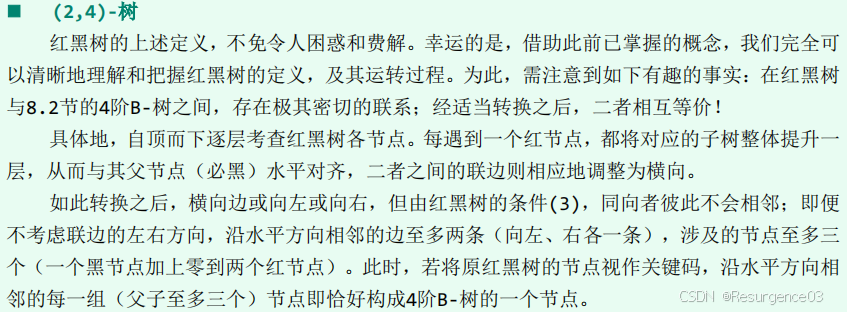 ■ (2,4)-树
红黑树的上述定义，不免令人困惑和费解。幸运的是，借助此前已掌握的概念，我们完全可
以清晰地理解和把握红黑树的定义，及其运转过程。为此，需注意到如下有趣的事实：在红黑树
与8.2节的4阶B-树之间，存在极其密切的联系；经适当转换之后，二者相互等价！
具体地，自顶而下逐层考查红黑树各节点。每遇到一个红节点，都将对应的子树整体提升一
层，从而与其父节点（必黑）水平对齐，二者之间的联边则相应地调整为横向。
如此转换之后，横向边或向左或向右，但由红黑树的条件(3)，同向者彼此不会相邻；即便
不考虑联边的左右方向，沿水平方向相邻的边至多两条（向左、右各一条），涉及的节点至多三
个（一个黑节点加上零到两个红节点）。此时，若将原红黑树的节点视作关键码，沿水平方向相
邻的每一组（父子至多三个）节点即恰好构成4阶B-树的一个节点。
CSDN @Resurgence03